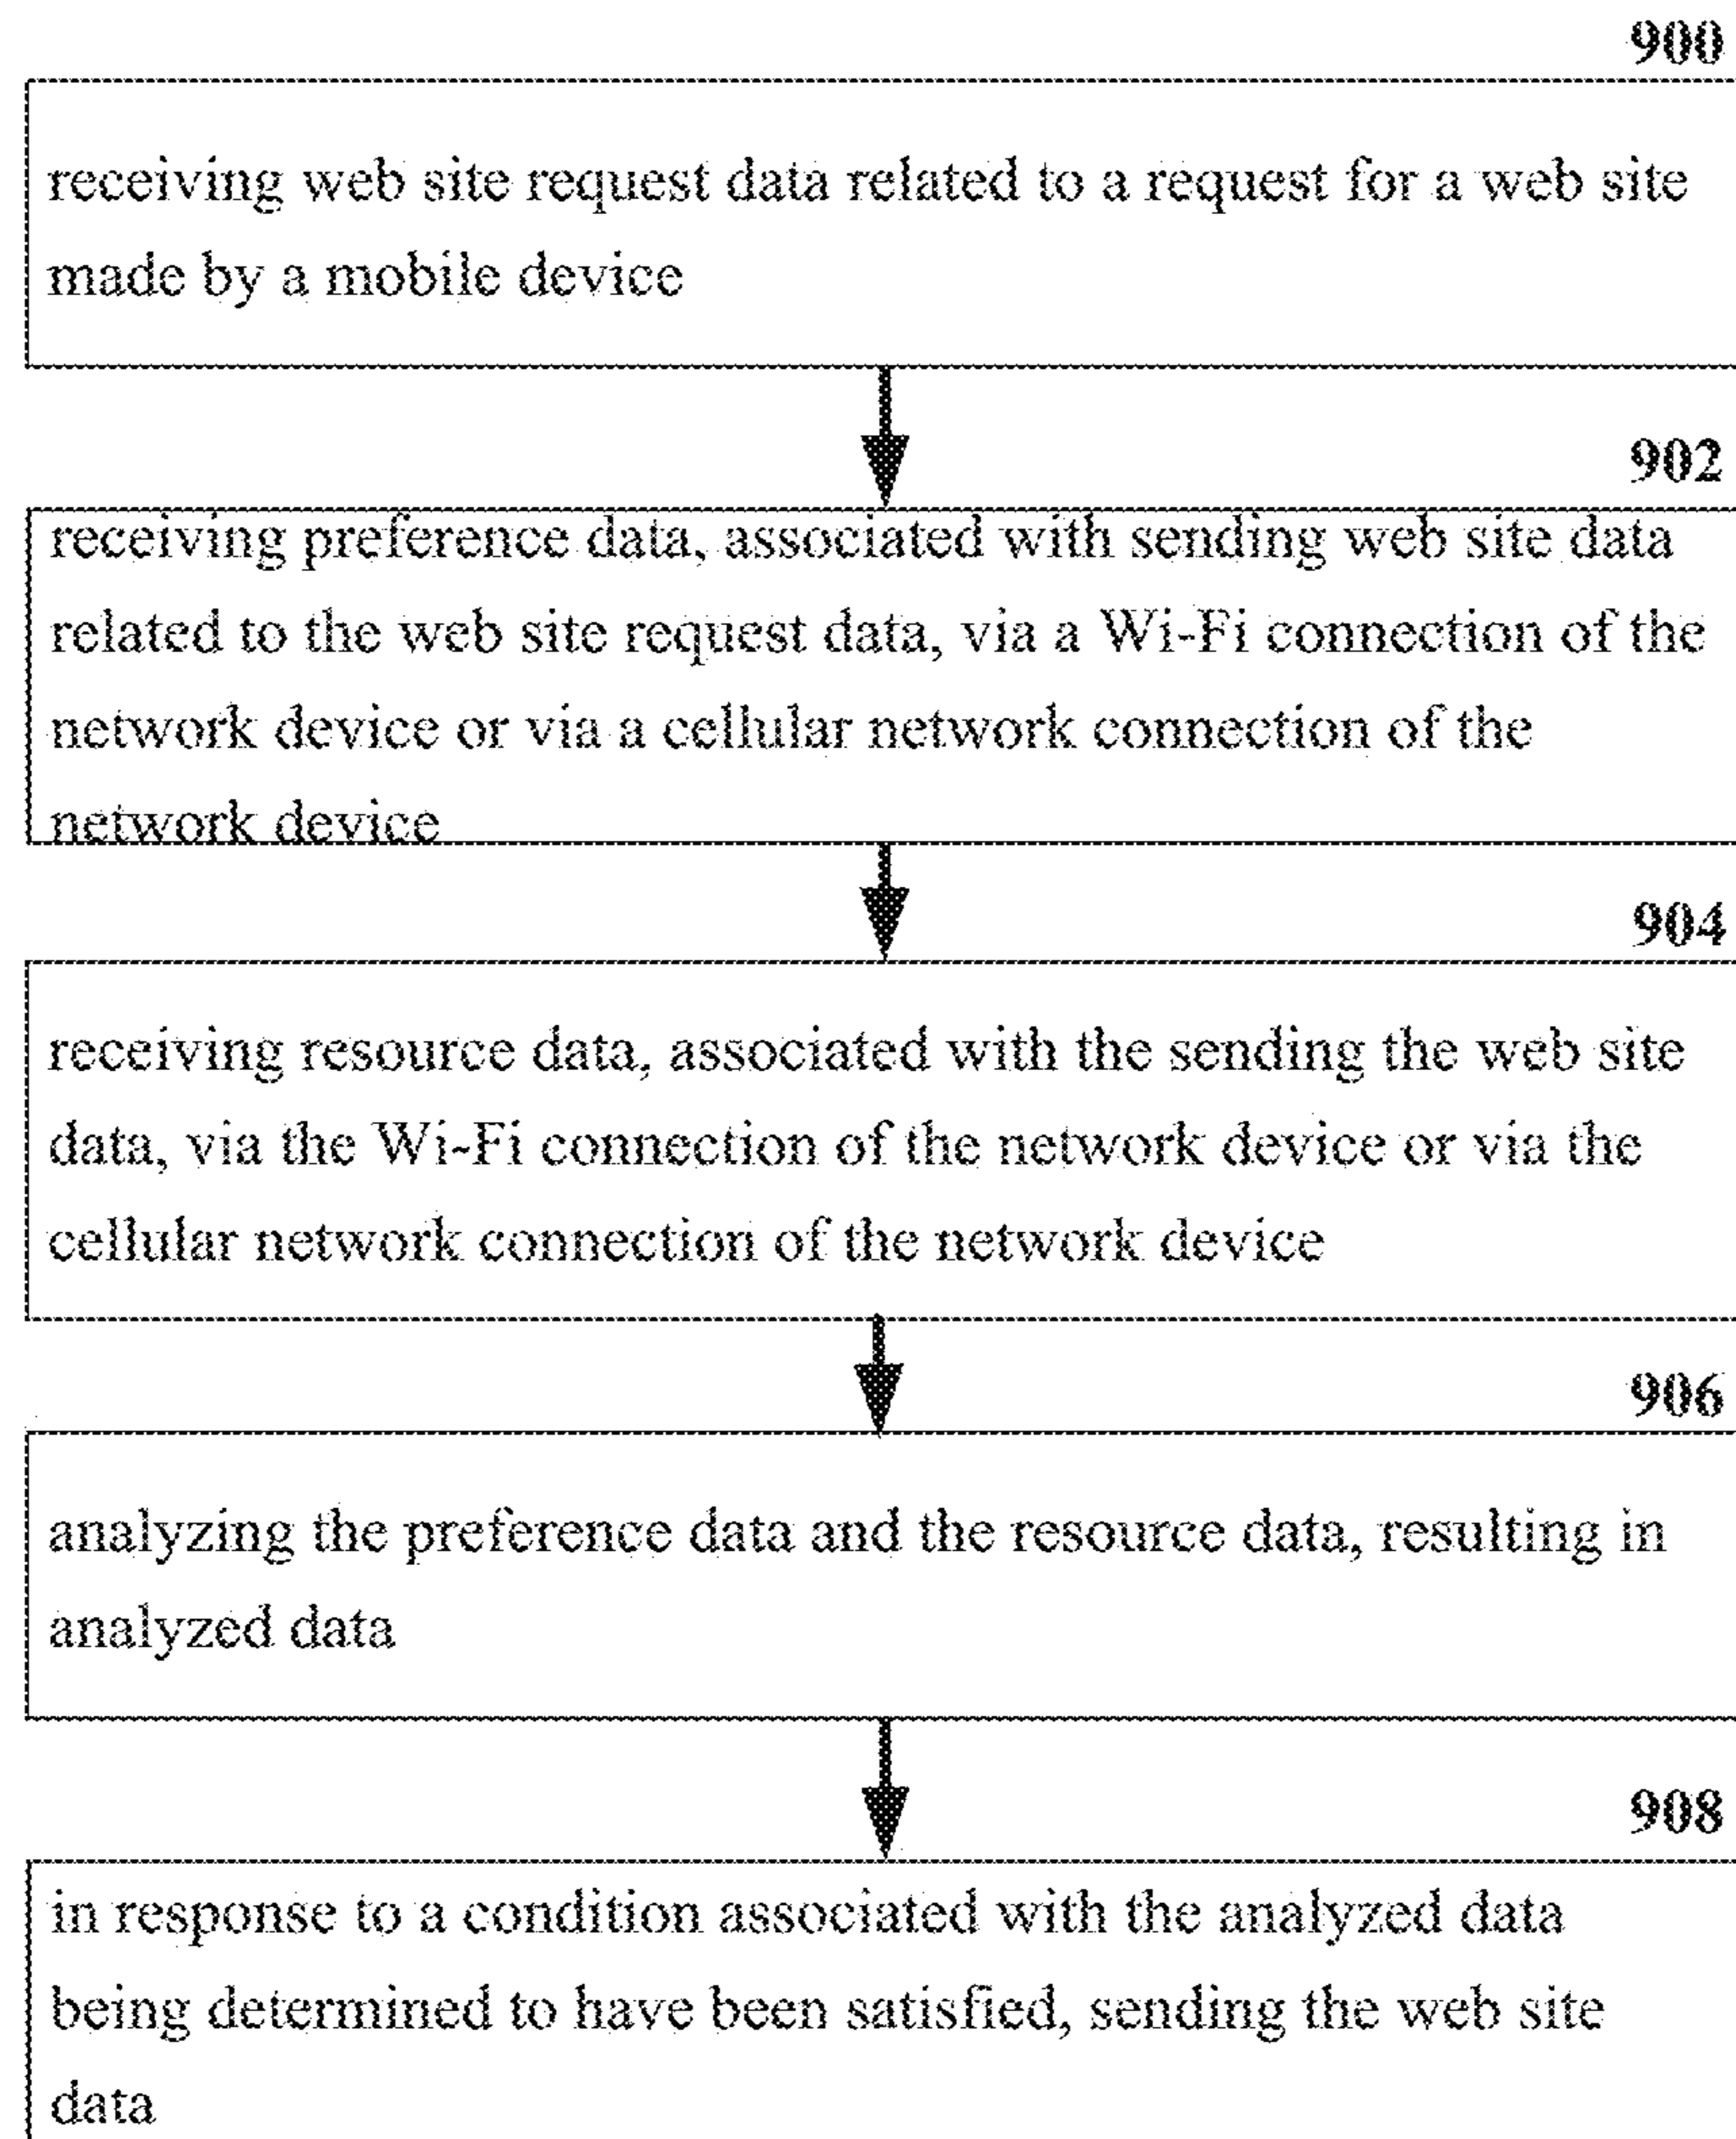 900
receiving web site request data related to a request for a web site
made by a mobile device
902
receiving preference data, associated with sending web site data
related to the web site request data, via a Wi-Fi connection of the
network device or via a cellular network connection of the
network device
904
receiving resource data, associated with the sending the web site
data, via the Wi-Fi connection of the network device or via the
cellular network connection of the network device
906
analyzing the preference data and the resource data, resulting in
analyzed data
908
in response to a condition associated with the analyzed data
being determined to have been satisfied, sending the web site
data